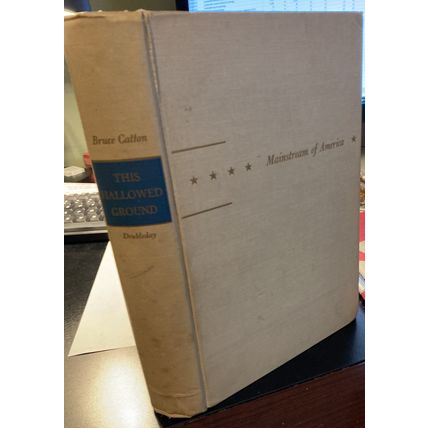 Bruce Catton
THIS
HALLOWED
GROUND
Doubleday
Mainstream of America